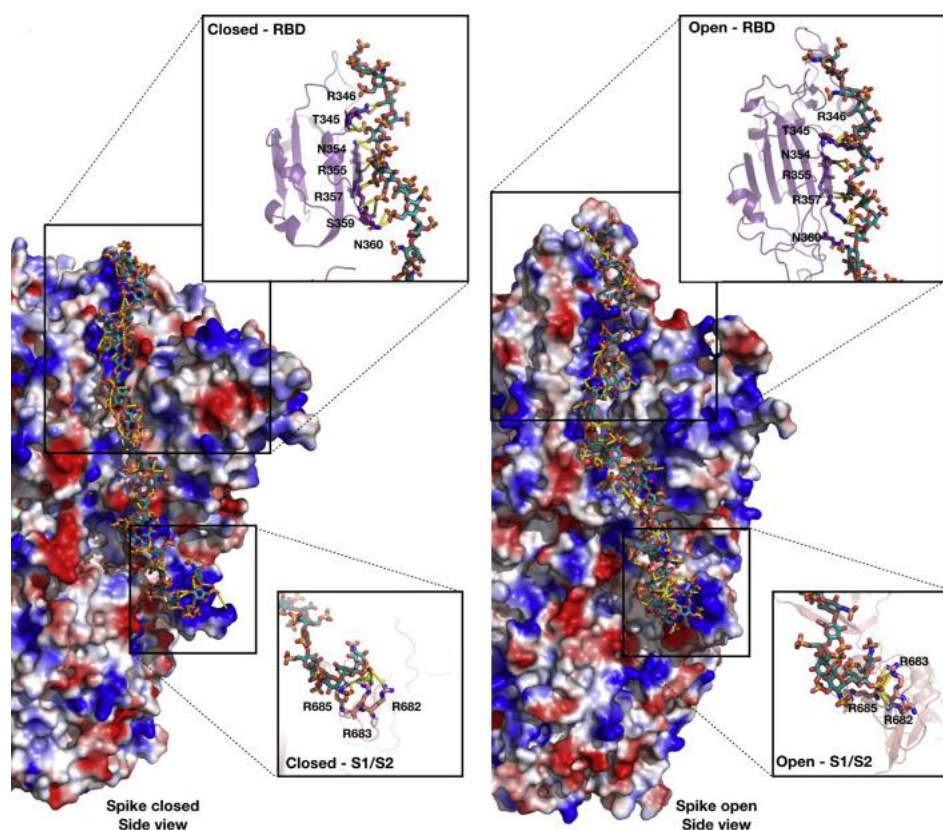 Closed - RBD
R346
T345
N354
R355
R357
S359
N360
Open - RBD
R346
T345
N354
R355
R357
N360
R685
R682
R683
Closed - S1/S2
R683
R685
R682
Open - S1/S2
Spike closed
Side view
Spike open
Side view